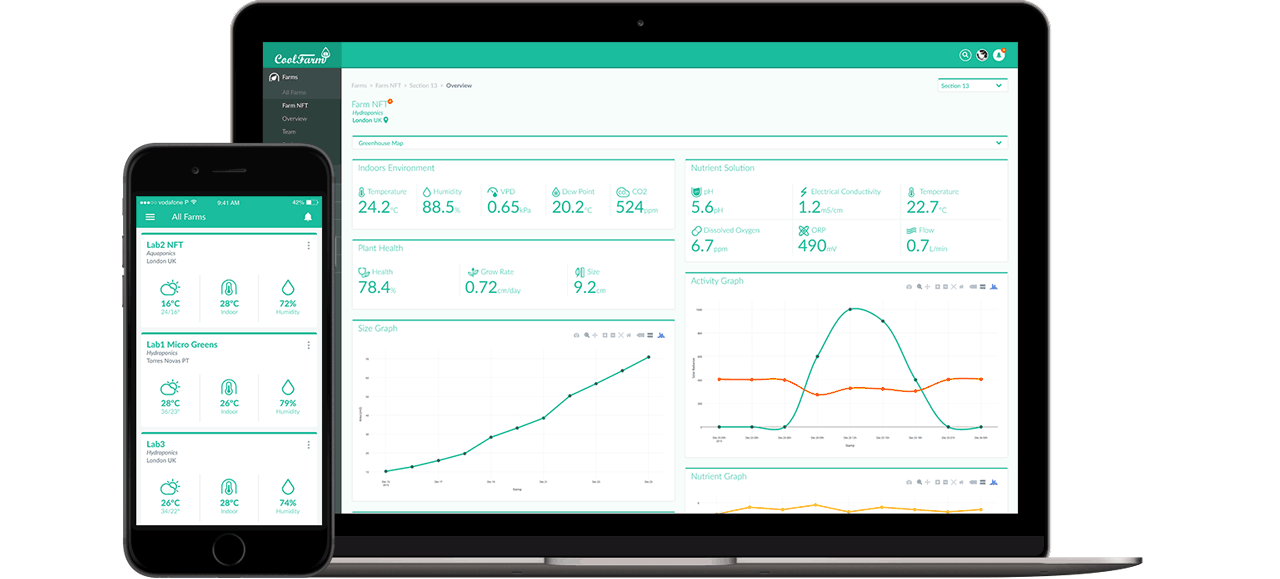 CoolFarm
Farms
All Farms
Farm NFT
Overview
Team
Farms > Farm NFT > Section 13 > Overview
Section 13
Farm NFT
Hydroponics
London UK
Greenhouse Map
Indoors Environment
Temperature Humidity VPD Dew Point CO2
24.2°C 88.5% 0.65kPa 20.2°C 524ppm
Plant Health
Health Grow Rate Size
78.4% 0.72cm/day 9.2cm
Size Graph
Nutrient Solution
pH Electrical Conductivity Temperature
5.6pH 1.2mS/cm 22.7°C
Dissolved Oxygen ORP Flow
6.7ppm 490mV 0.7L/min
Activity Graph
Nutrient Graph
vodafone P 9:41 AM 42%
All Farms
Lab2 NFT
Aquaponics
London UK
16°C 28°C 72%
24/16° Indoor Humidity
Lab1 Micro Greens
Hydroponics
Torres Novas PT
28°C 26°C 79%
36/23° Indoor Humidity
Lab3
Hydroponics
London UK
26°C 28°C 74%
34/22° Indoor Humidity